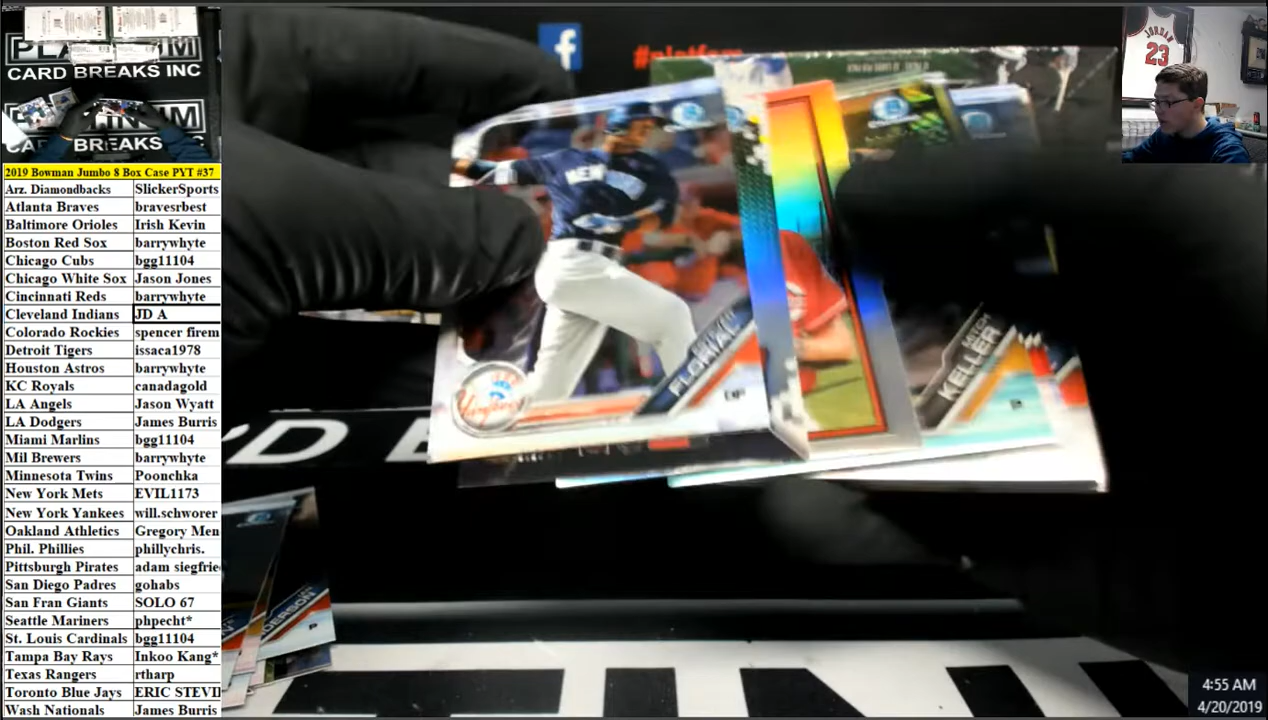 PLATINUM
CARD BREAKS INC
CARD BREAKS
2019 Bowman Jumbo 8 Box Case PYT #37
Arz. Diamondbacks SlickerSports
Atlanta Braves bravesrbest
Baltimore Orioles Irish Kevin
Boston Red Sox barrywhyte
Chicago Cubs bgg11104
Chicago White Sox Jason Jones
Cincinnati Reds barrywhyte
Cleveland Indians JD A
Colorado Rockies spencer firem
Detroit Tigers issaca1978
Houston Astros barrywhyte
KC Royals canadagold
LA Angels Jason Wyatt
LA Dodgers James Burris
Miami Marlins bgg11104
Mil Brewers barrywhyte
Minnesota Twins Poonchka
New York Mets EVIL1173
New York Yankees will.schworer
Oakland Athletics Gregory Men
Phil. Phillies phillychris.
Pittsburgh Pirates adam siegfrie
San Diego Padres gohabs
San Fran Giants SOLO 67
Seattle Mariners phpecht*
St. Louis Cardinals bgg11104
Tampa Bay Rays Inkoo Kang*
Texas Rangers rtharp
Toronto Blue Jays ERIC STEVI
Wash Nationals James Burris
f
NEW
FLORIAL
OF
Yankees
MITCH
KELLER
P
DERSON
P
JORDAN
23
4:55 AM
4/20/2019